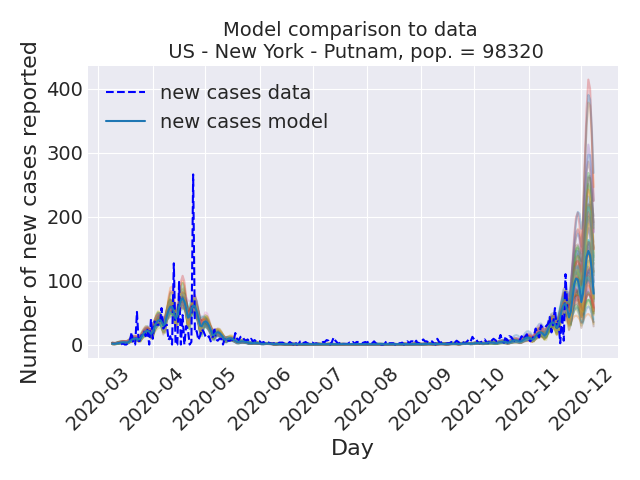 Model comparison to data
US - New York - Putnam, pop. = 98320
Number of new cases reported
400
300
200
100
0
new cases data
new cases model
2020-03
2020-04
2020-05
2020-06
2020-07
2020-08
2020-09
2020-10
2020-11
2020-12
Day